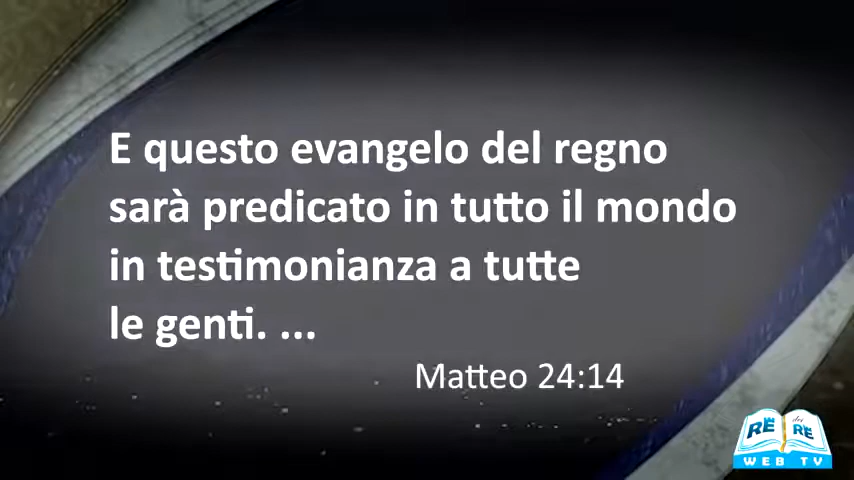 E questo evangelo del regno
sarà predicato in tutto il mondo
in testimonianza a tutte
le genti. ...
Matteo 24:14
RE dei RE
WEB TV